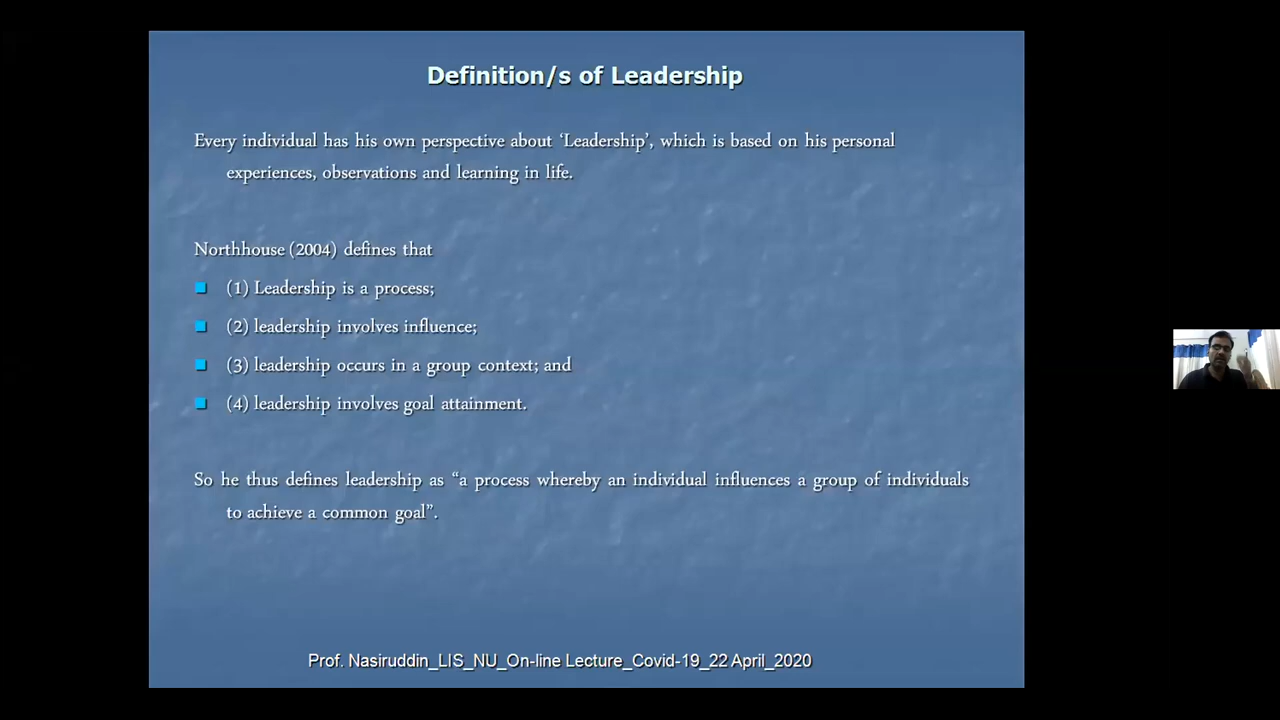 Definition/s of Leadership
Every individual has his own perspective about ‘Leadership’, which is based on his personal
experiences, observations and learning in life.
Northhouse (2004) defines that
(1) Leadership is a process;
(2) leadership involves influence;
(3) leadership occurs in a group context; and
(4) leadership involves goal attainment.
So he thus defines leadership as “a process whereby an individual influences a group of individuals
to achieve a common goal”.
Prof. Nasiruddin_LIS_NU_On-line Lecture_Covid-19_22 April_2020